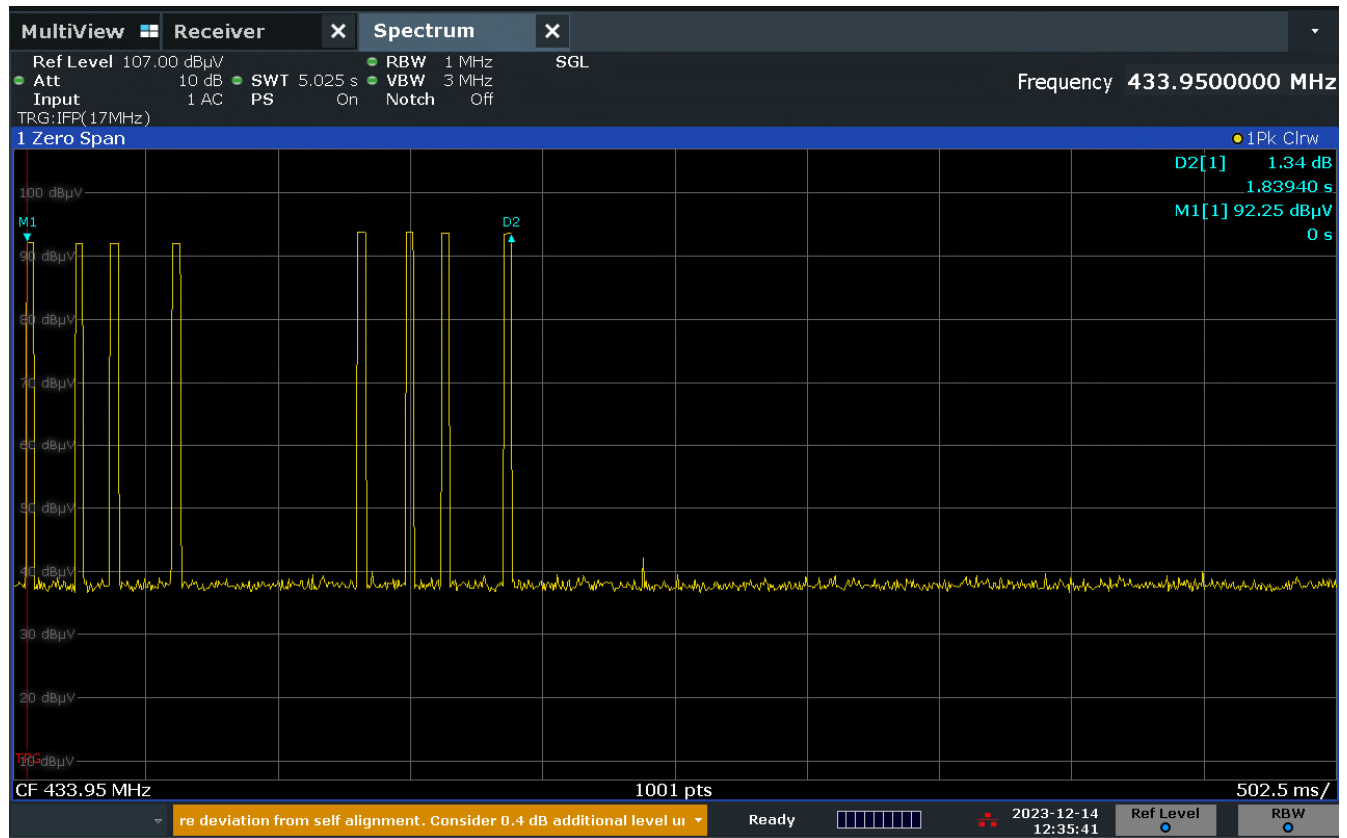 MultiView Receiver X Spectrum X
Ref Level 107.00 dBµV RBW 1 MHz SGL
Att 10 dB SWT 5.025 s VBW 3 MHz Frequency 433.9500000 MHz
Input 1 AC PS On Notch Off
TRG:IFP(17MHz)
1 Zero Span 1Pk Clrw
D2[1] 1.34 dB
100 dBµV 1.83940 s
M1[1] 92.25 dBµV
M1 D2
0 s
90 dBµV
80 dBµV
70 dBµV
60 dBµV
50 dBµV
40 dBµV
30 dBµV
20 dBµV
TRG
10 dBµV
CF 433.95 MHz 1001 pts 502.5 ms/
re deviation from self alignment. Consider 0.4 dB additional level Ready 2023-12-14 Ref Level RBW
12:35:41